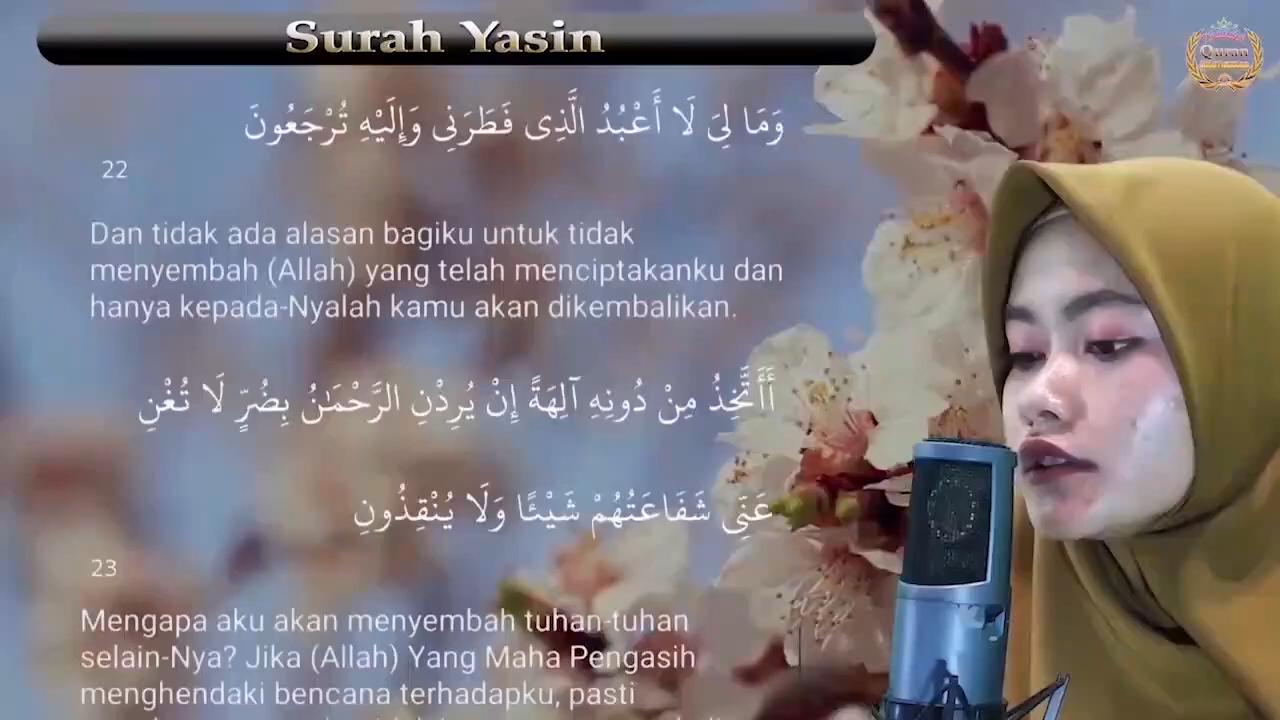 Surah Yasin
Quran
وَمَا لِيَ لَا أَعْبُدُ الَّذِى فَطَرَنِى وَإِلَيْهِ تُرْجَعُونَ
22
Dan tidak ada alasan bagiku untuk tidak
menyembah (Allah) yang telah menciptakanku dan
hanya kepada-Nyalah kamu akan dikembalikan.
أَأَتَّخِذُ مِنْ دُونِهِ آلِهَةً إِنْ يُرِدْنِ الرَّحْمَٰنُ بِضُرٍّ لَا تُغْنِ
عَنِّى شَفَاعَتُهُمْ شَيْئًا وَلَا يُنْقِذُونِ
23
Mengapa aku akan menyembah tuhan-tuhan
selain-Nya? Jika (Allah) Yang Maha Pengasih
menghendaki bencana terhadapku, pasti